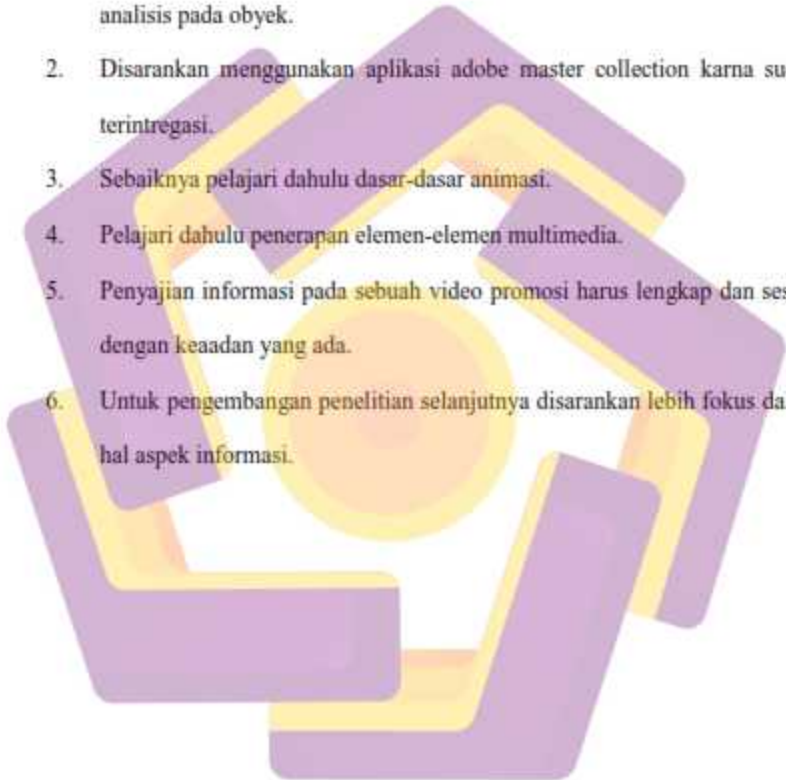 analisis pada obyek.
2. Disarankan menggunakan aplikasi adobe master collection karna su
terintregasi.
3. Sebaiknya pelajari dahulu dasar-dasar animasi.
4. Pelajari dahulu penerapan elemen-elemen multimedia.
5. Penyajian informasi pada sebuah video promosi harus lengkap dan ses
dengan keaadan yang ada.
6. Untuk pengembangan penelitian selanjutnya disarankan lebih fokus da
hal aspek informasi.